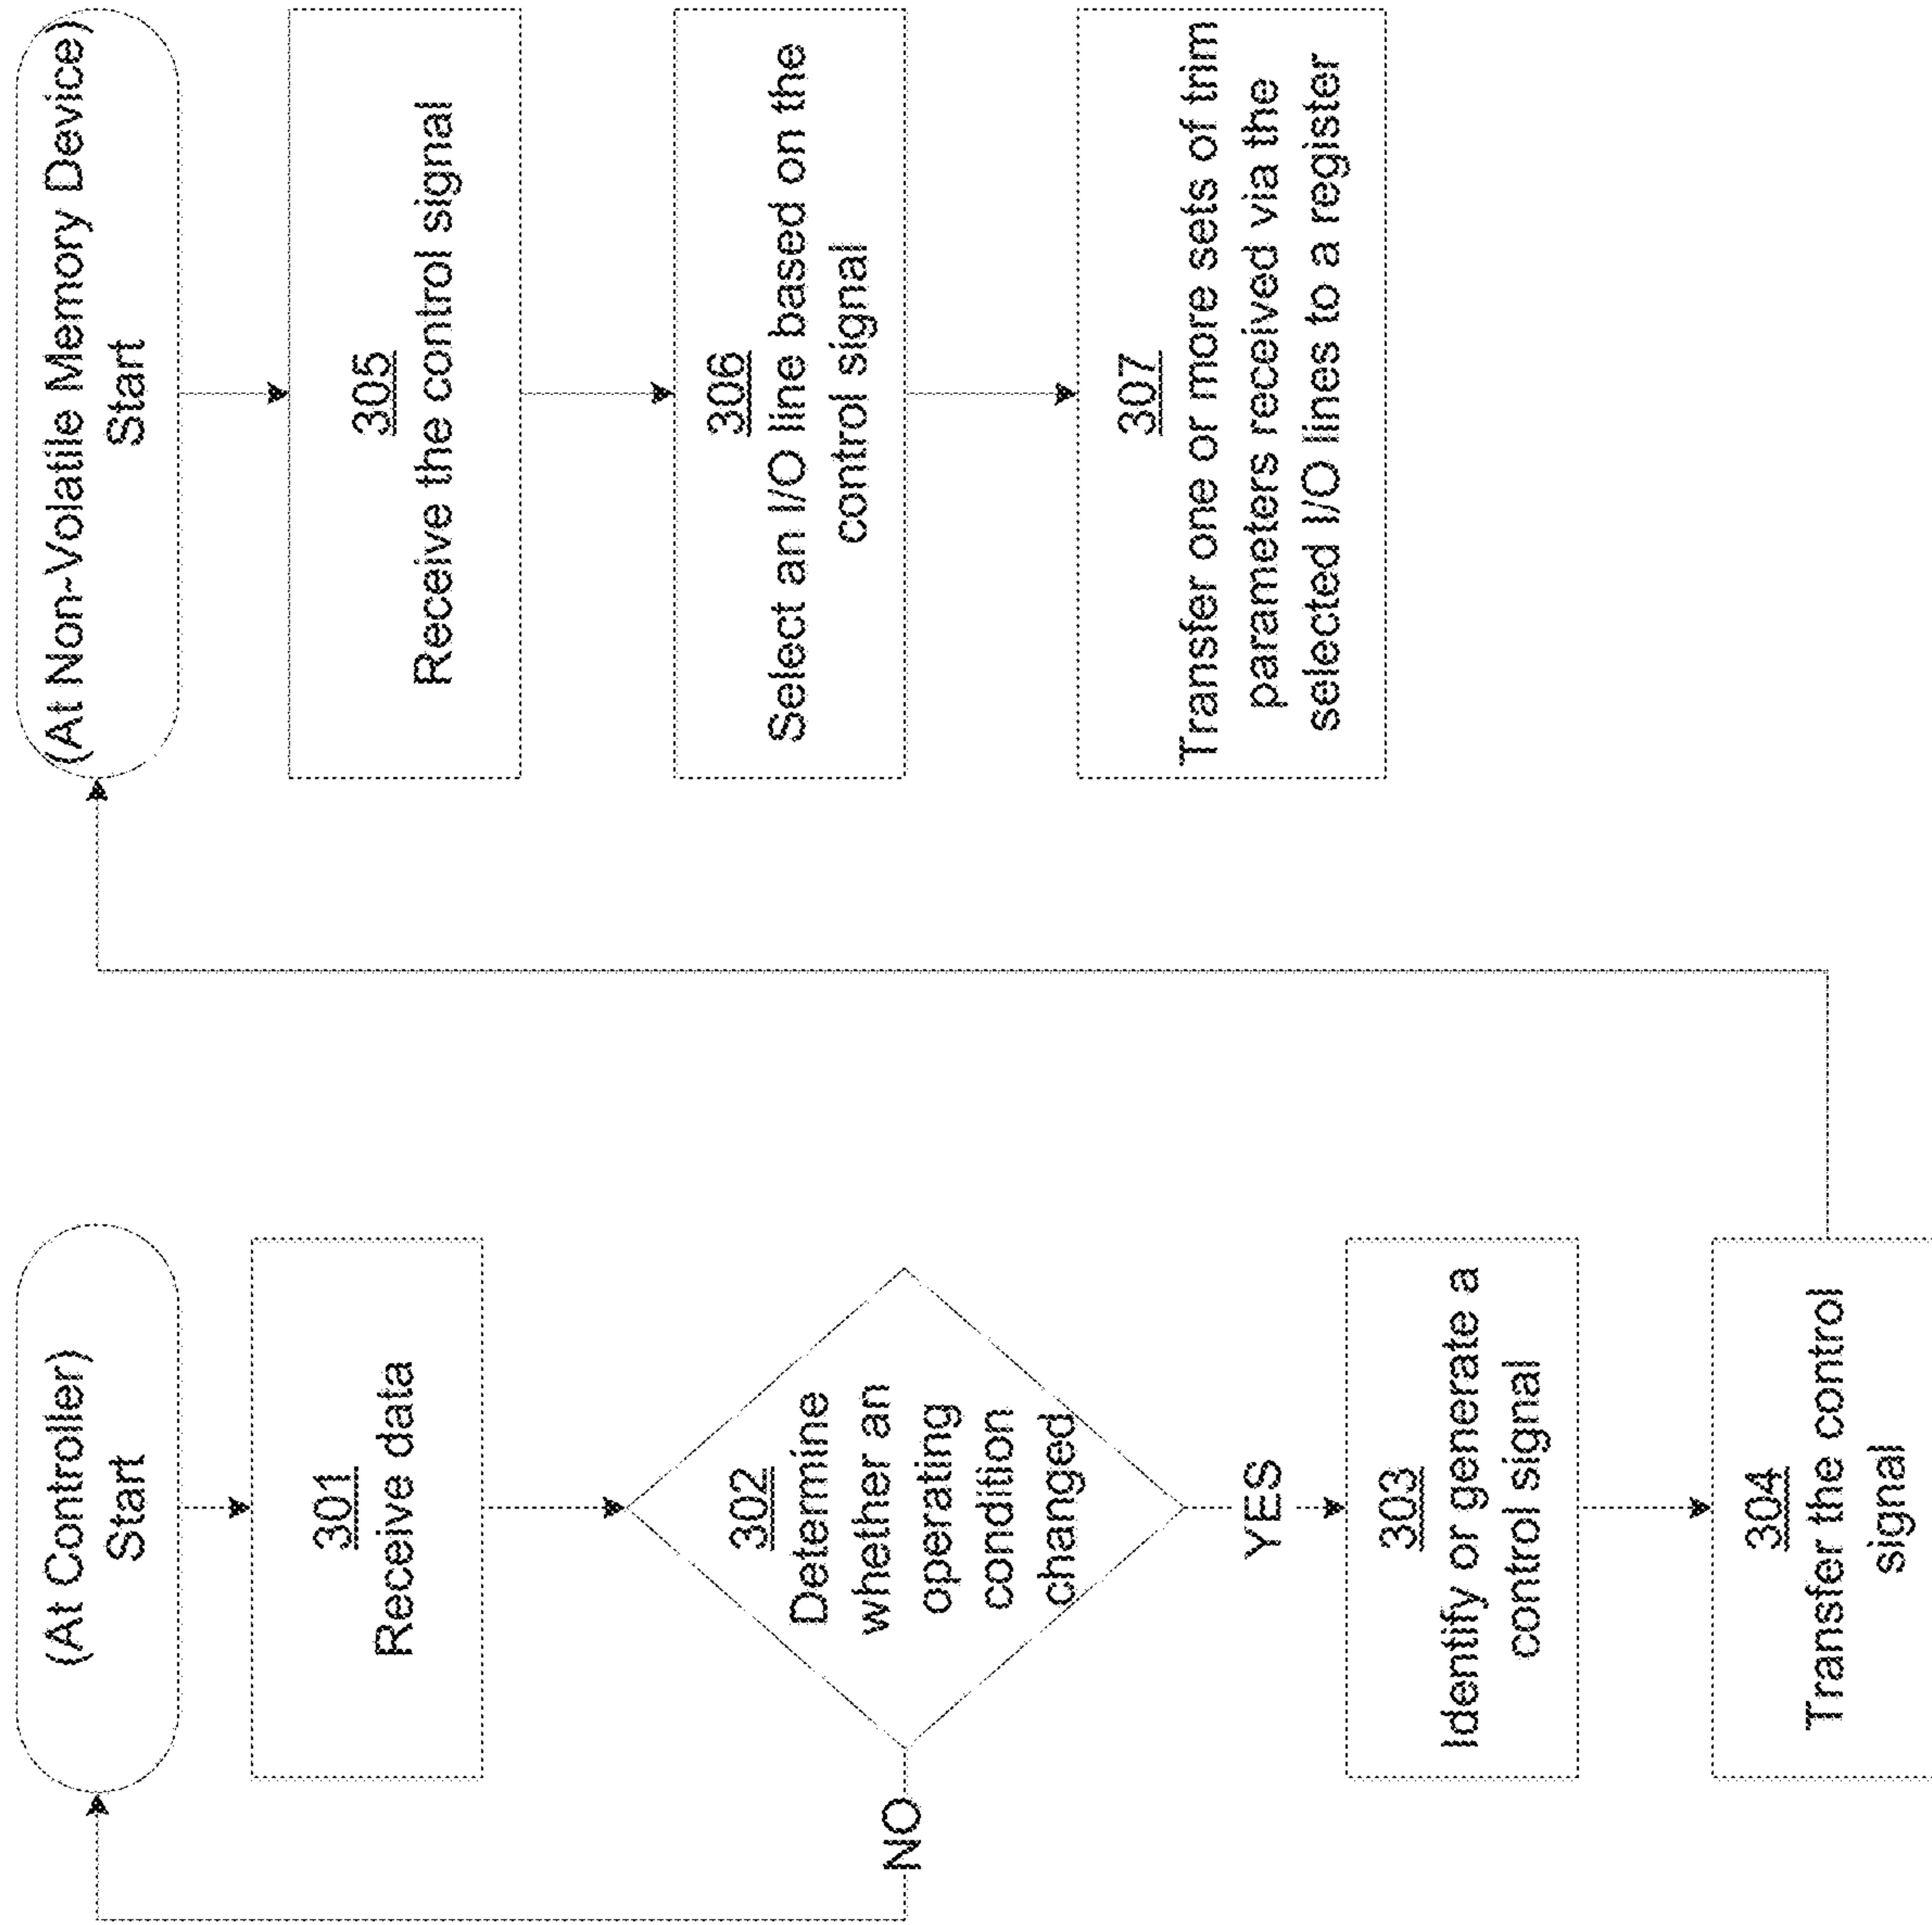 (At Controller)
Start
301
Receive data
302
Determine
whether an
operating
condition
changed
NO
YES
303
Identify or generate a
control signal
304
Transfer the control
signal
(At Non-Volatile Memory Device)
Start
305
Receive the control signal
306
Select an I/O line based on the
control signal
307
Transfer one or more sets of trim
parameters received via the
selected I/O lines to a register